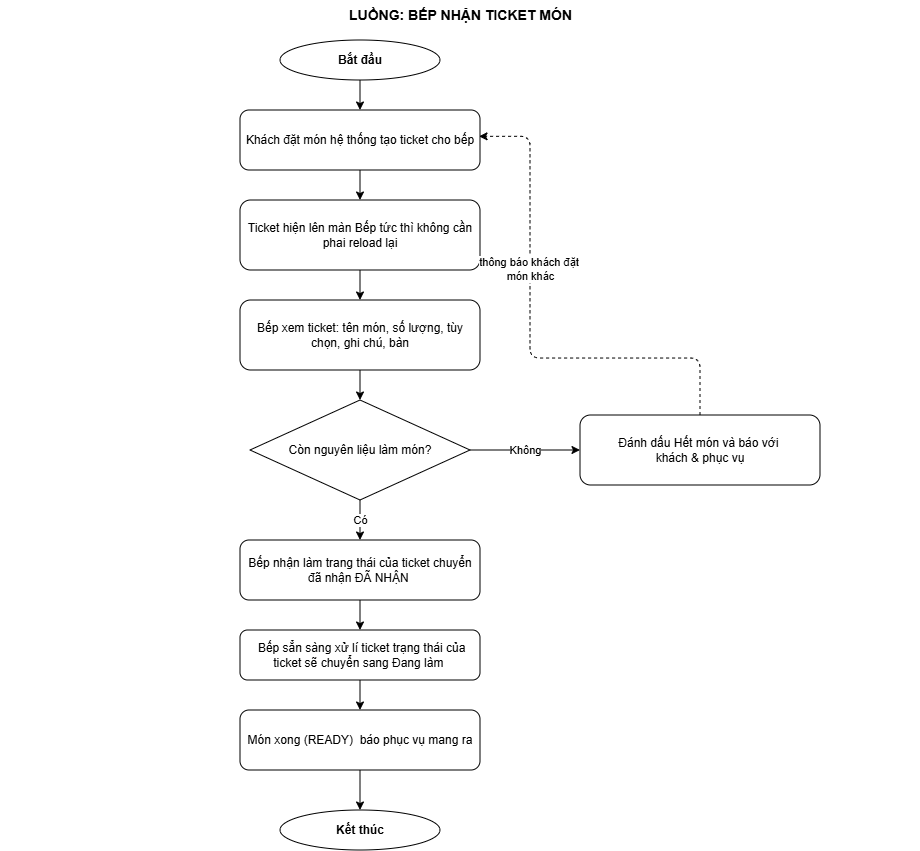 LUỒNG: BẾP NHẬN TICKET MÓN
Bắt đầu
Khách đặt món hệ thống tạo ticket cho bếp
Ticket hiện lên màn Bếp tức thì không cần
phai reload lại
thông báo khách đặt
món khác
Bếp xem ticket: tên món, số lượng, tùy
chọn, ghi chú, bàn
Còn nguyên liệu làm món?
Không
Đánh dấu Hết món và báo với
khách & phục vụ
Có
Bếp nhận làm trang thái của ticket chuyển
đã nhận ĐÃ NHẬN
Bếp sẳn sàng xử lí ticket trạng thái của
ticket sẽ chuyển sang Đang làm
Món xong (READY) báo phục vụ mang ra
Kết thúc